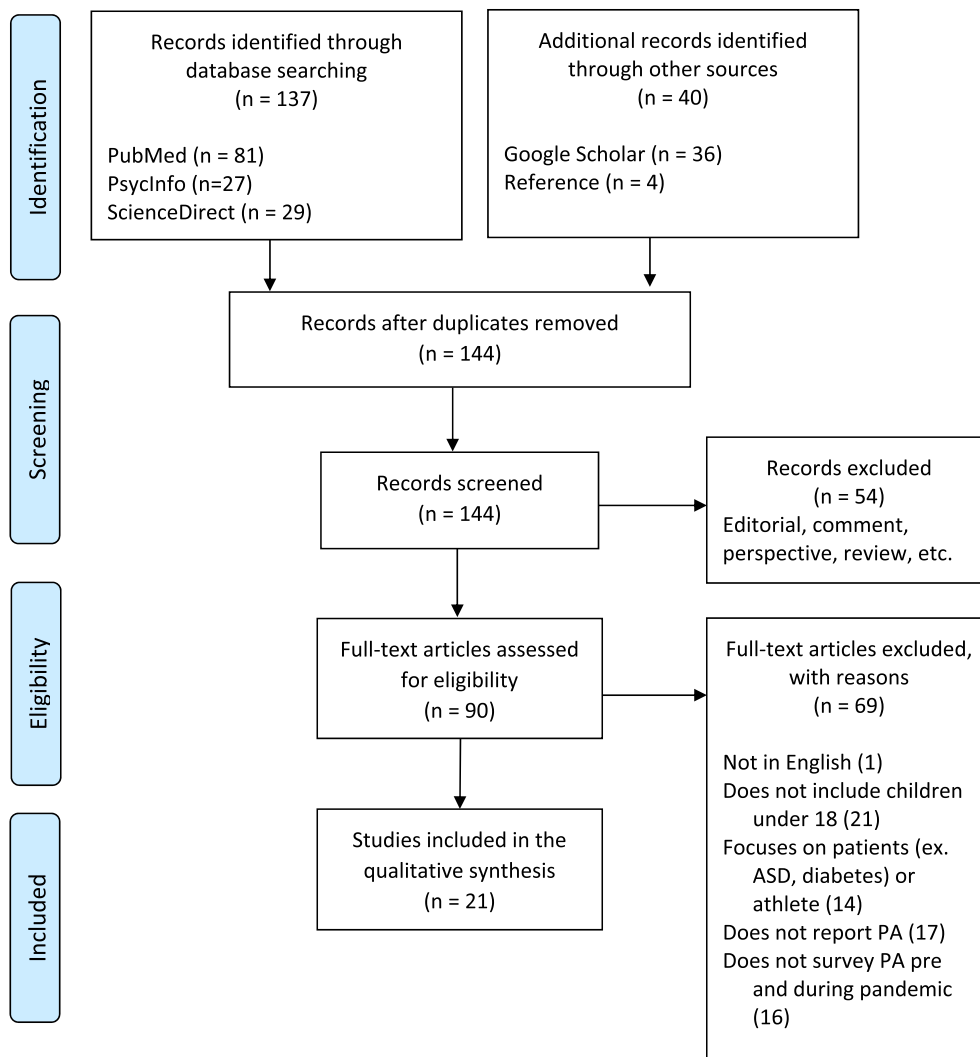 Identification
Records identified through
database searching
(n = 137)
PubMed (n = 81)
PsycInfo (n=27)
ScienceDirect (n = 29)
Additional records identified
through other sources
(n = 40)
Google Scholar (n = 36)
Reference (n = 4)
Screening
Records after duplicates removed
(n = 144)
Records screened
(n = 144)
Records excluded
(n = 54)
Editorial, comment,
perspective, review, etc.
Eligibility
Full-text articles assessed
for eligibility
(n = 90)
Full-text articles excluded,
with reasons
(n = 69)
Not in English (1)
Does not include children
under 18 (21)
Focuses on patients (ex.
ASD, diabetes) or
athlete (14)
Does not report PA (17)
Does not survey PA pre
and during pandemic
(16)
Included
Studies included in the
qualitative synthesis
(n = 21)